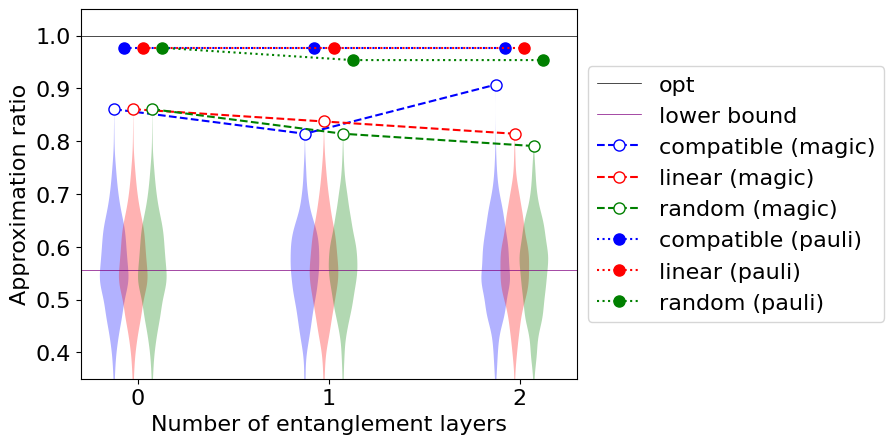 Approximation ratio
1.0
0.9
0.8
0.7
0.6
0.5
0.4
0
1
2
Number of entanglement layers
opt
lower bound
compatible (magic)
linear (magic)
random (magic)
compatible (pauli)
linear (pauli)
random (pauli)